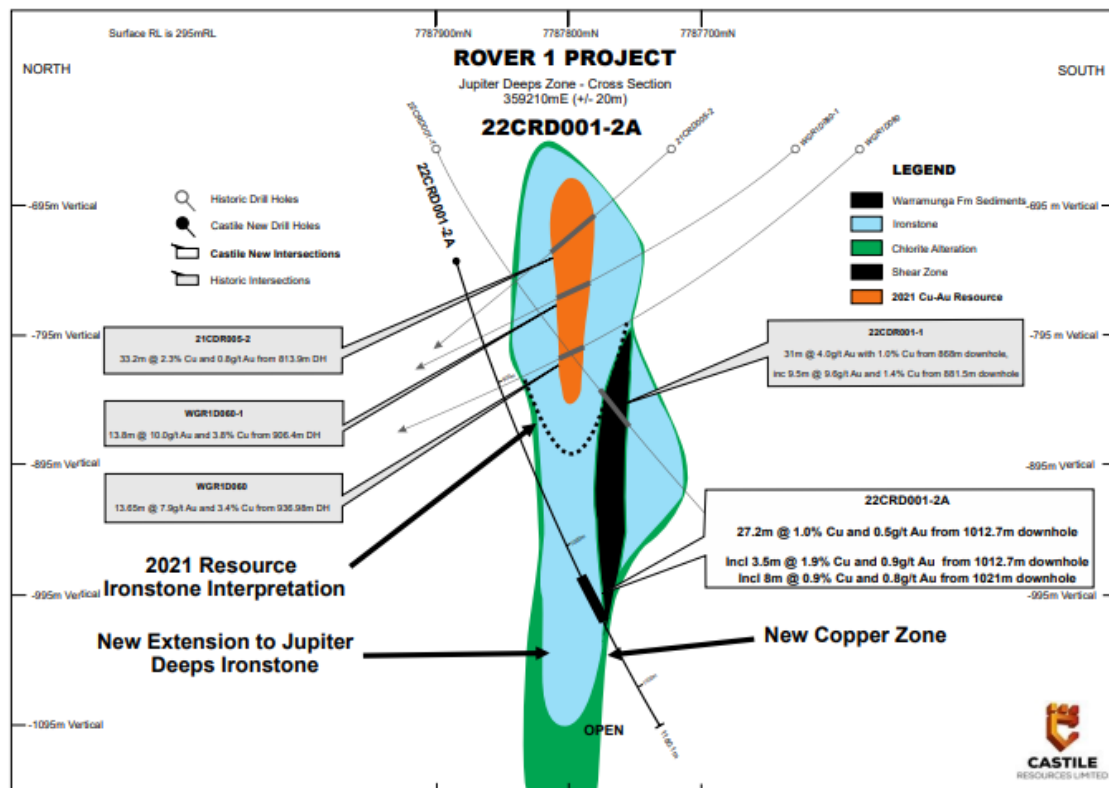 Surface RL is 295mRL
7787900mN
7787800mN
7787700mN
NORTH
SOUTH
ROVER 1 PROJECT
Jupiter Deeps Zone - Cross Section
359210mE (+/- 20m)
22CRD001-2A
22CRD001-1
21CRD005-2
WGR1D060-1
WGR1D060
22CRD001-2A
Historic Drill Holes
Castile New Drill Holes
Castile New Intersections
Historic Intersections
LEGEND
Warramunga Fm Sediments
Ironstone
Chlorite Alteration
Shear Zone
2021 Cu-Au Resource
-695m Vertical
-695 m Vertical
-795m Vertical
-795m Vertical
-895m Vertical
-895m Vertical
-995m Vertical
-995m Vertical
-1095m Vertical
-1095m Vertical
21CDR005-2
33.2m @ 2.3% Cu and 0.8g/t Au from 813.9m DH
WGR1D060-1
13.8m @ 10.0g/t Au and 3.8% Cu from 906.4m DH
WGR1D060
13.65m @ 7.9g/t Au and 3.4% Cu from 936.98m DH
22CDR001-1
31m @ 4.0g/t Au with 1.0% Cu from 868m downhole,
inc 9.5m @ 9.6g/t Au and 1.4% Cu from 881.5m downhole
22CRD001-2A
27.2m @ 1.0% Cu and 0.5g/t Au from 1012.7m downhole
Incl 3.5m @ 1.9% Cu and 0.9g/t Au from 1012.7m downhole
Incl 8m @ 0.9% Cu and 0.8g/t Au from 1021m downhole
2021 Resource
Ironstone Interpretation
New Extension to Jupiter
Deeps Ironstone
New Copper Zone
OPEN
CASTILE
RESOURCES LIMITED